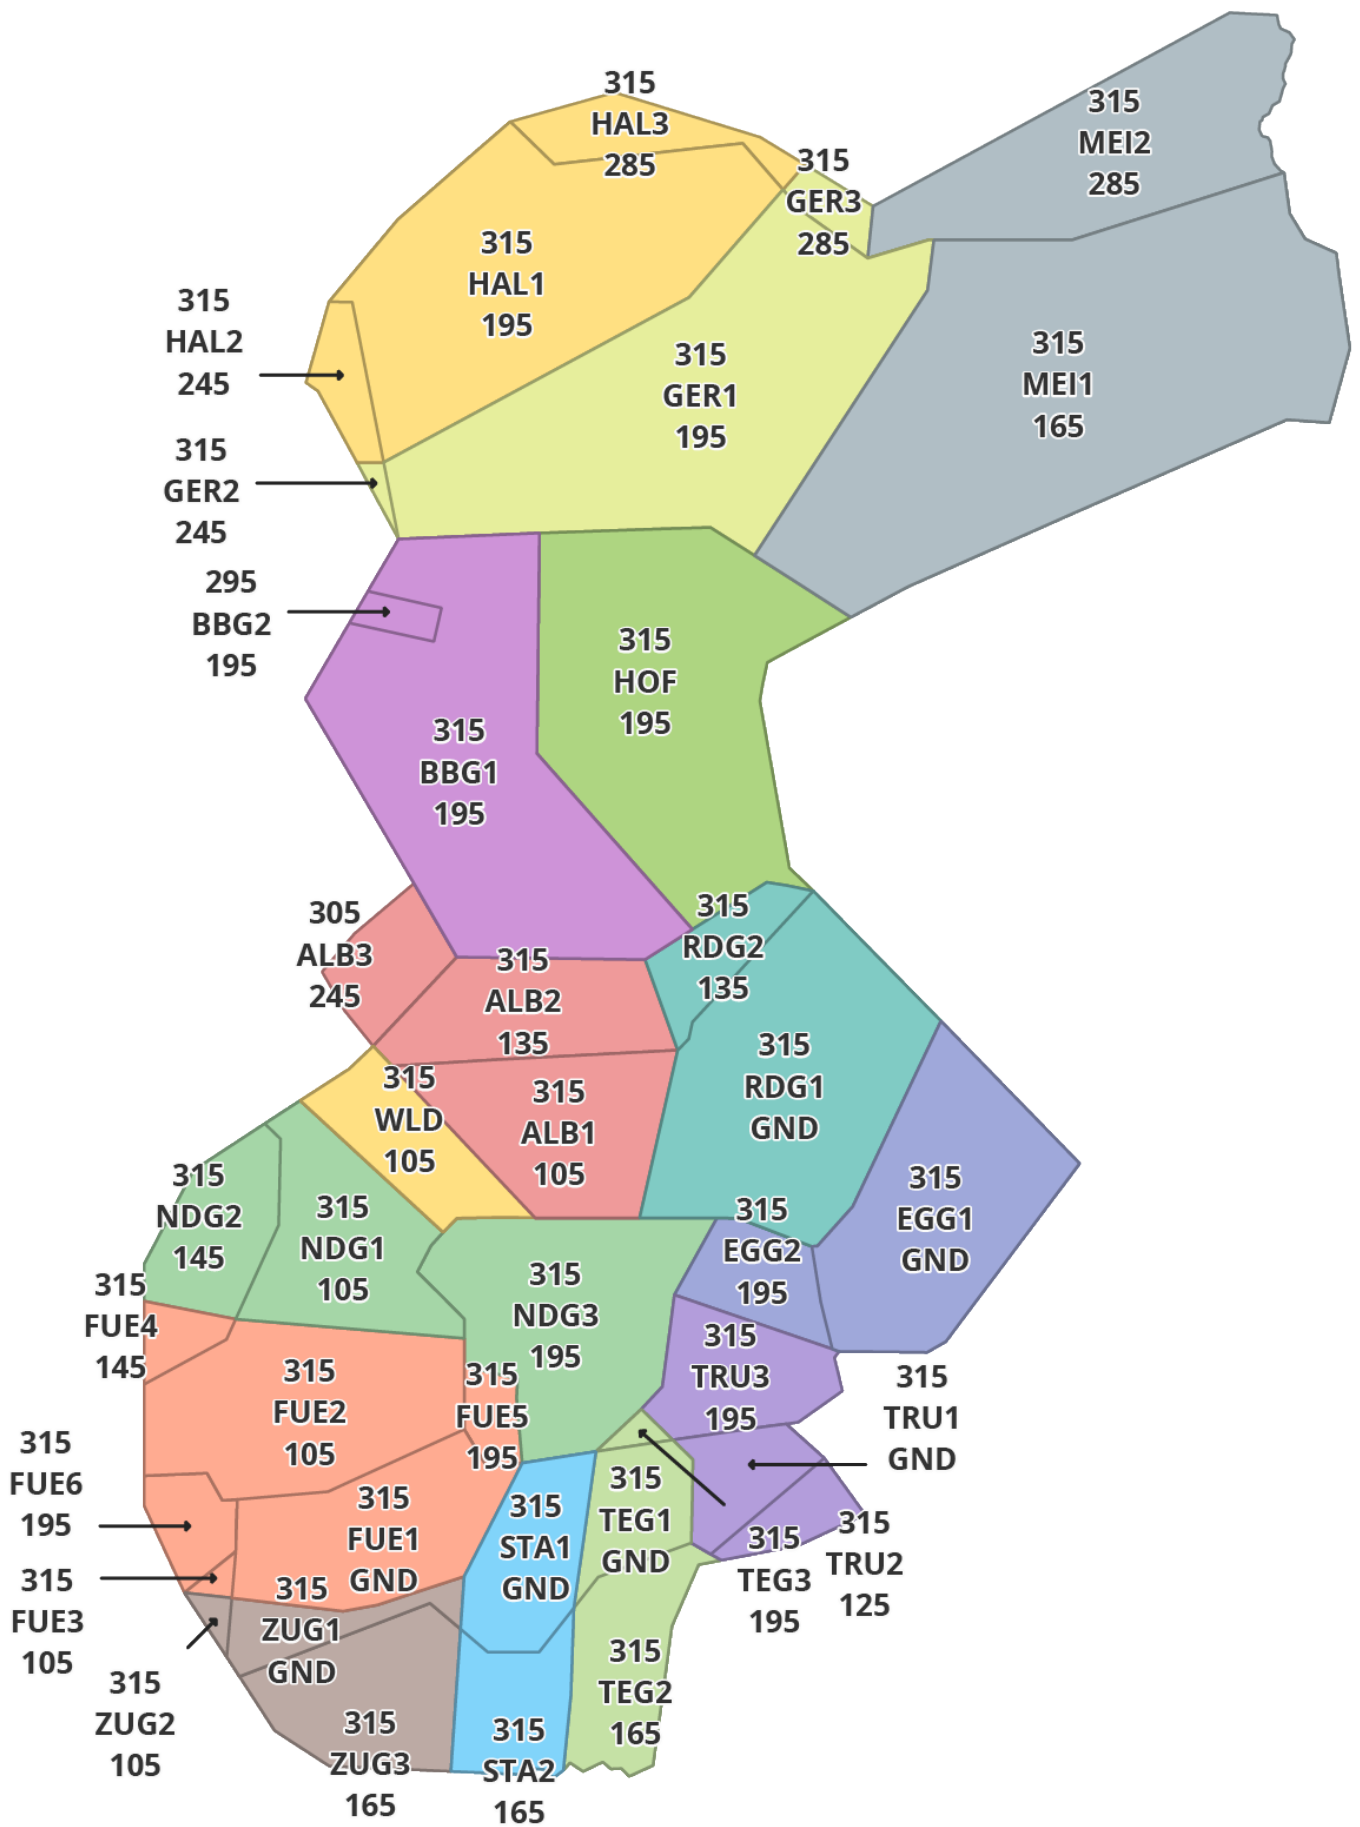 315
HAL3
285
315
MEI2
285
315
GER3
285
315
HAL1
195
315
HAL2
245
315
GER1
195
315
MEI1
165
315
GER2
245
295
BBG2
195
315
HOF
195
315
BBG1
195
305
ALB3
245
315
RDG2
135
315
ALB2
135
315
RDG1
GND
315
WLD
105
315
ALB1
105
315
NDG2
145
315
NDG1
105
315
EGG2
195
315
EGG1
GND
315
FUE4
145
315
NDG3
195
315
TRU3
195
315
FUE2
105
315
FUE5
195
315
TRU1
GND
315
FUE6
195
315
FUE1
GND
315
STA1
GND
315
TEG1
GND
315
TEG3
195
315
TRU2
125
315
FUE3
105
315
ZUG1
GND
315
ZUG2
105
315
TEG2
165
315
ZUG3
165
315
STA2
165